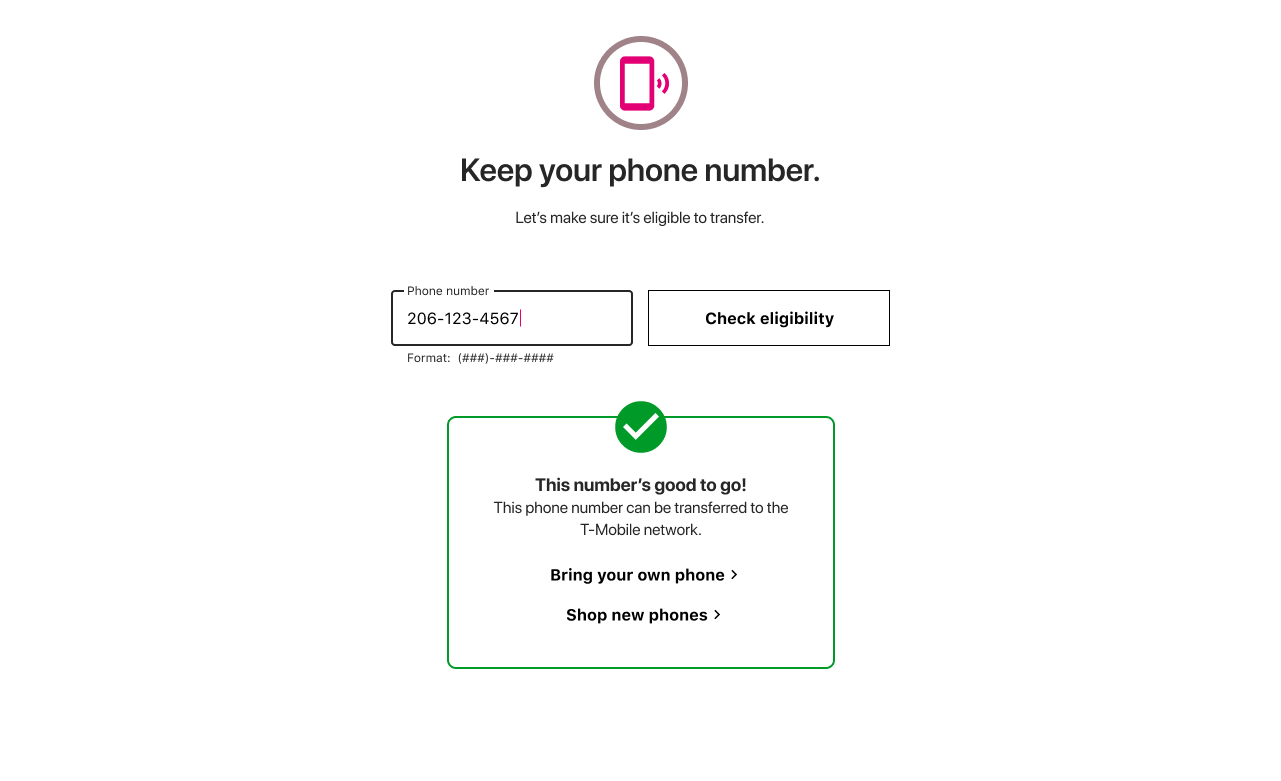 Keep your phone number.
Let’s make sure it’s eligible to transfer.
Phone number
206-123-4567
Check eligibility
Format: (###)-###-####
This number’s good to go!
This phone number can be transferred to the
T-Mobile network.
Bring your own phone
Shop new phones